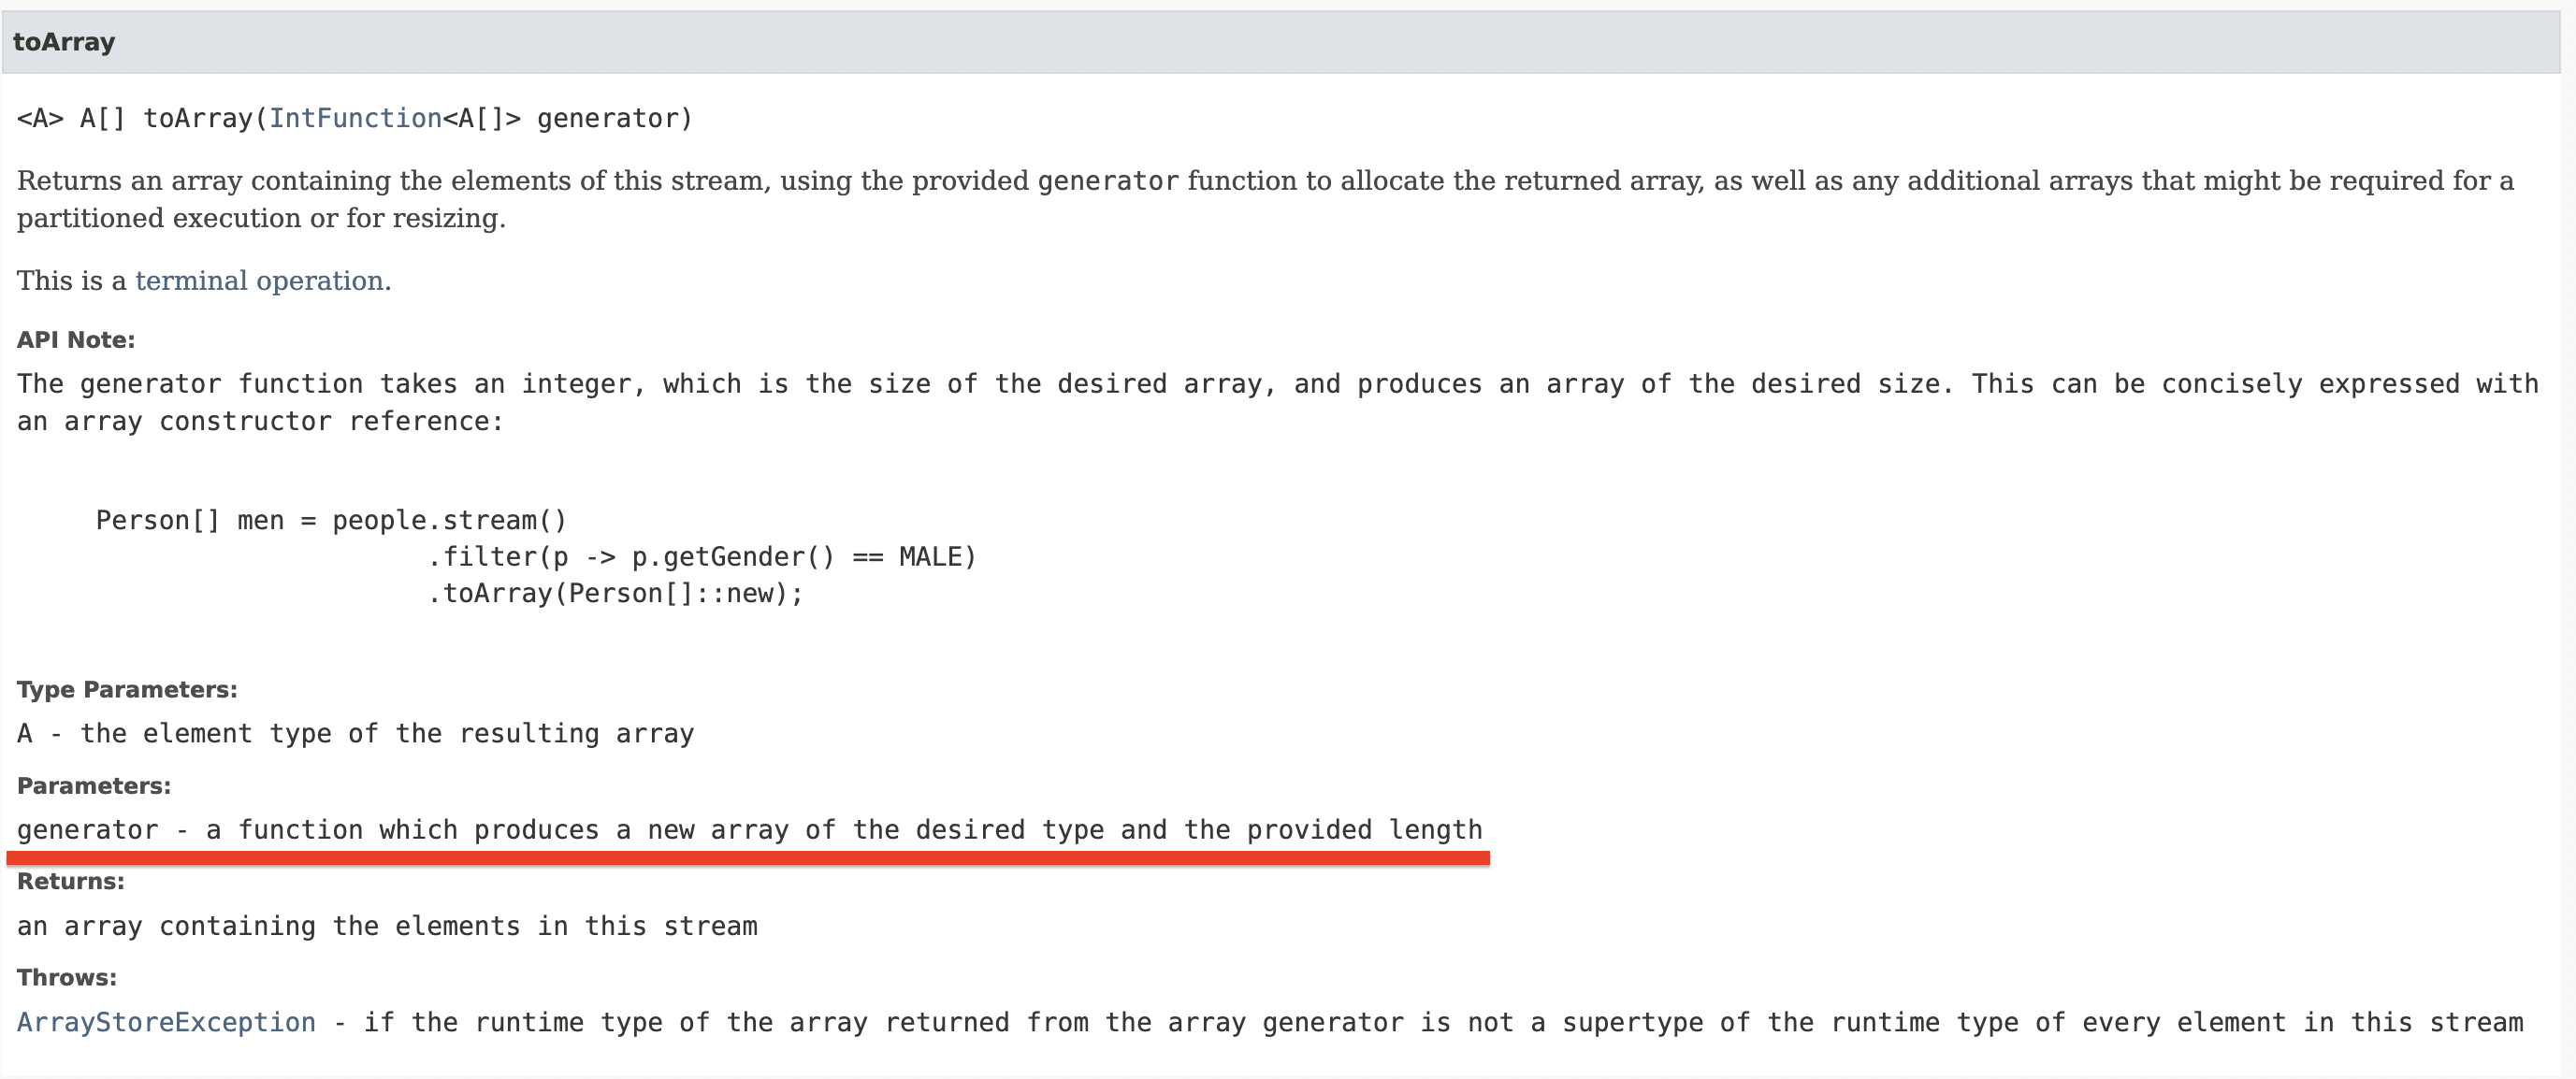 toArray
<A> A[] toArray(IntFunction<A[]> generator)
Returns an array containing the elements of this stream, using the provided generator function to allocate the returned array, as well as any additional arrays that might be required for a
partitioned execution or for resizing.
This is a terminal operation.
API Note:
The generator function takes an integer, which is the size of the desired array, and produces an array of the desired size. This can be concisely expressed with
an array constructor reference:
Person[] men = people.stream()
.filter(p -> p.getGender() == MALE)
.toArray(Person[]::new);
Type Parameters:
A - the element type of the resulting array
Parameters:
generator - a function which produces a new array of the desired type and the provided length
Returns:
an array containing the elements in this stream
Throws:
ArrayStoreException - if the runtime type of the array returned from the array generator is not a supertype of the runtime type of every element in this stream